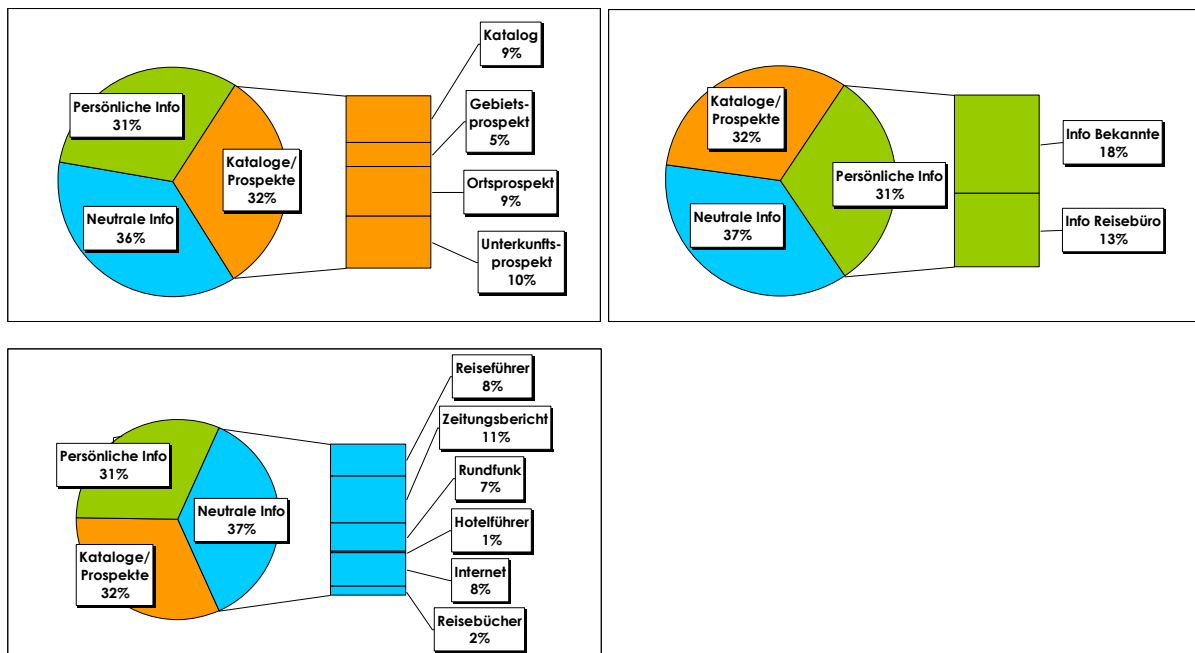 Katalog
9%
Gebiets-
prospekt
5%
Ortsprospekt
9%
Unterkunfts-
prospekt
10%
Persönliche Info
31%
Kataloge/
Prospekte
32%
Neutrale Info
36%
Kataloge/
Prospekte
32%
Persönliche Info
31%
Neutrale Info
37%
Info Bekannte
18%
Info Reisebüro
13%
Reiseführer
8%
Zeitungsbericht
11%
Rundfunk
7%
Hotelführer
1%
Internet
8%
Reisebücher
2%
Persönliche Info
31%
Neutrale Info
37%
Kataloge/
Prospekte
32%